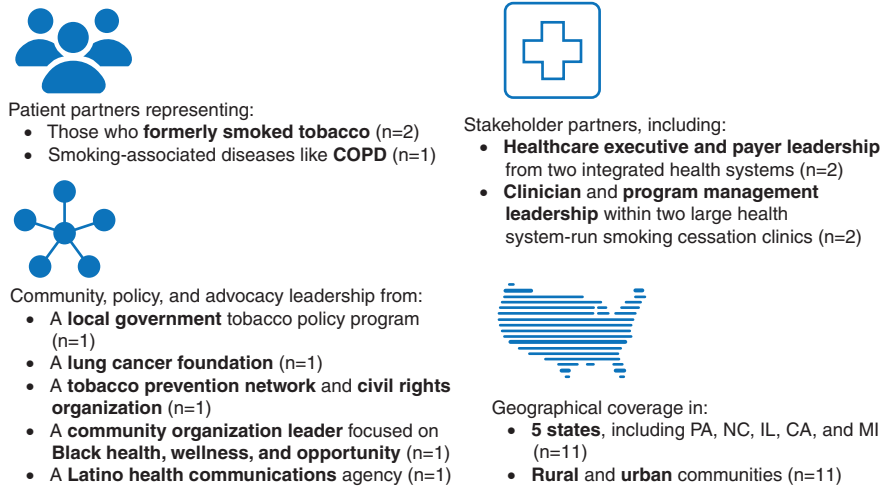 Patient partners representing:
• Those who formerly smoked tobacco (n=2)
• Smoking-associated diseases like COPD (n=1)
Community, policy, and advocacy leadership from:
• A local government tobacco policy program
(n=1)
• A lung cancer foundation (n=1)
• A tobacco prevention network and civil rights
organization (n=1)
• A community organization leader focused on
Black health, wellness, and opportunity (n=1)
• A Latino health communications agency (n=1)
Stakeholder partners, including:
• Healthcare executive and payer leadership
from two integrated health systems (n=2)
• Clinician and program management
leadership within two large health
system-run smoking cessation clinics (n=2)
Geographical coverage in:
• 5 states, including PA, NC, IL, CA, and MI
(n=11)
• Rural and urban communities (n=11)